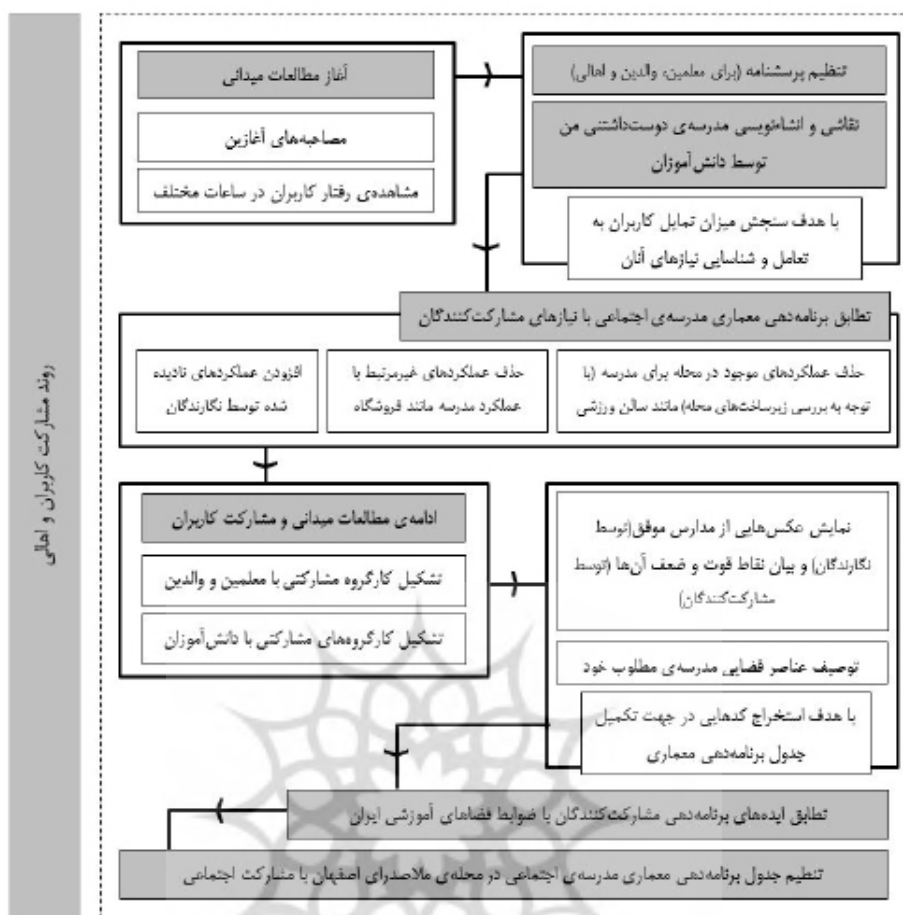 روند مشارکت کاربران و اهالی
آغاز مطالعات میدانی
مصاحبه‌های آغازین
مشاهده‌ی رفتار کاربران در ساعات مختلف
تنظیم پرسشنامه (برای معلمین، والدین و اهالی)
نقاشی و انشاءنویسی مدرسه‌ی دوست‌داشتنی من
توسط دانش‌آموزان
با هدف سنجش میزان تمایل کاربران به
تعامل و شناسایی نیازهای آنان
تطابق برنامه‌دهی معماری مدرسه‌ی اجتماعی با نیازهای مشارکت‌کنندگان
حذف عملکردهای موجود در محله برای مدرسه (با
توجه به بررسی زیرساخت‌های محله) مانند سالن ورزشی
حذف عملکردهای غیرمرتبط با
عملکرد مدرسه مانند فروشگاه
افزودن عملکردهای نادیده
شده توسط نگارندگان
ادامه‌ی مطالعات میدانی و مشارکت کاربران
تشکیل کارگروه مشارکتی با معلمین و والدین
تشکیل کارگروه‌های مشارکتی با دانش‌آموزان
نمایش عکس‌هایی از مدارس موفق(توسط
نگارندگان) و بیان نقاط قوت و ضعف آن‌ها (توسط
مشارکت‌کنندگان)
توصیف عناصر فضایی مدرسه‌ی مطلوب خود
با هدف استخراج کدهایی در جهت تکمیل
جدول برنامه‌دهی معماری
تطابق ایده‌های برنامه‌دهی مشارکت‌کنندگان با ضوابط فضاهای آموزشی ایران
تنظیم جدول برنامه‌دهی معماری مدرسه‌ی اجتماعی در محله‌ی ملاصدرای اصفهان با مشارکت اجتماعی